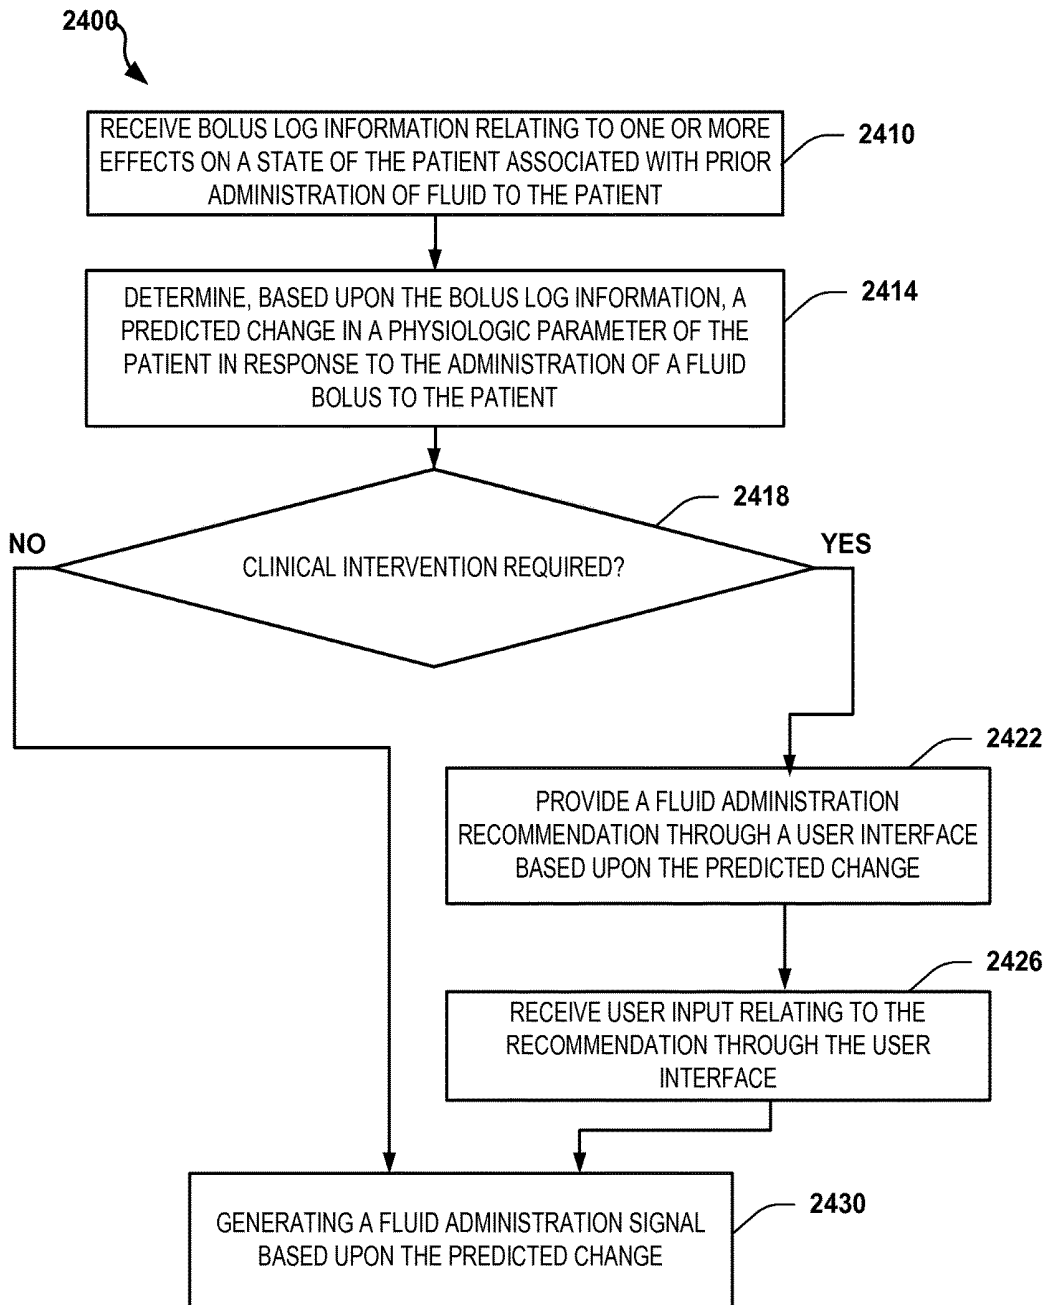 2400
RECEIVE BOLUS LOG INFORMATION RELATING TO ONE OR MORE
EFFECTS ON A STATE OF THE PATIENT ASSOCIATED WITH PRIOR
ADMINISTRATION OF FLUID TO THE PATIENT
2410
DETERMINE, BASED UPON THE BOLUS LOG INFORMATION, A
PREDICTED CHANGE IN A PHYSIOLOGIC PARAMETER OF THE
PATIENT IN RESPONSE TO THE ADMINISTRATION OF A FLUID
BOLUS TO THE PATIENT
2414
2418
NO
CLINICAL INTERVENTION REQUIRED?
YES
2422
PROVIDE A FLUID ADMINISTRATION
RECOMMENDATION THROUGH A USER INTERFACE
BASED UPON THE PREDICTED CHANGE
2426
RECEIVE USER INPUT RELATING TO THE
RECOMMENDATION THROUGH THE USER
INTERFACE
2430
GENERATING A FLUID ADMINISTRATION SIGNAL
BASED UPON THE PREDICTED CHANGE